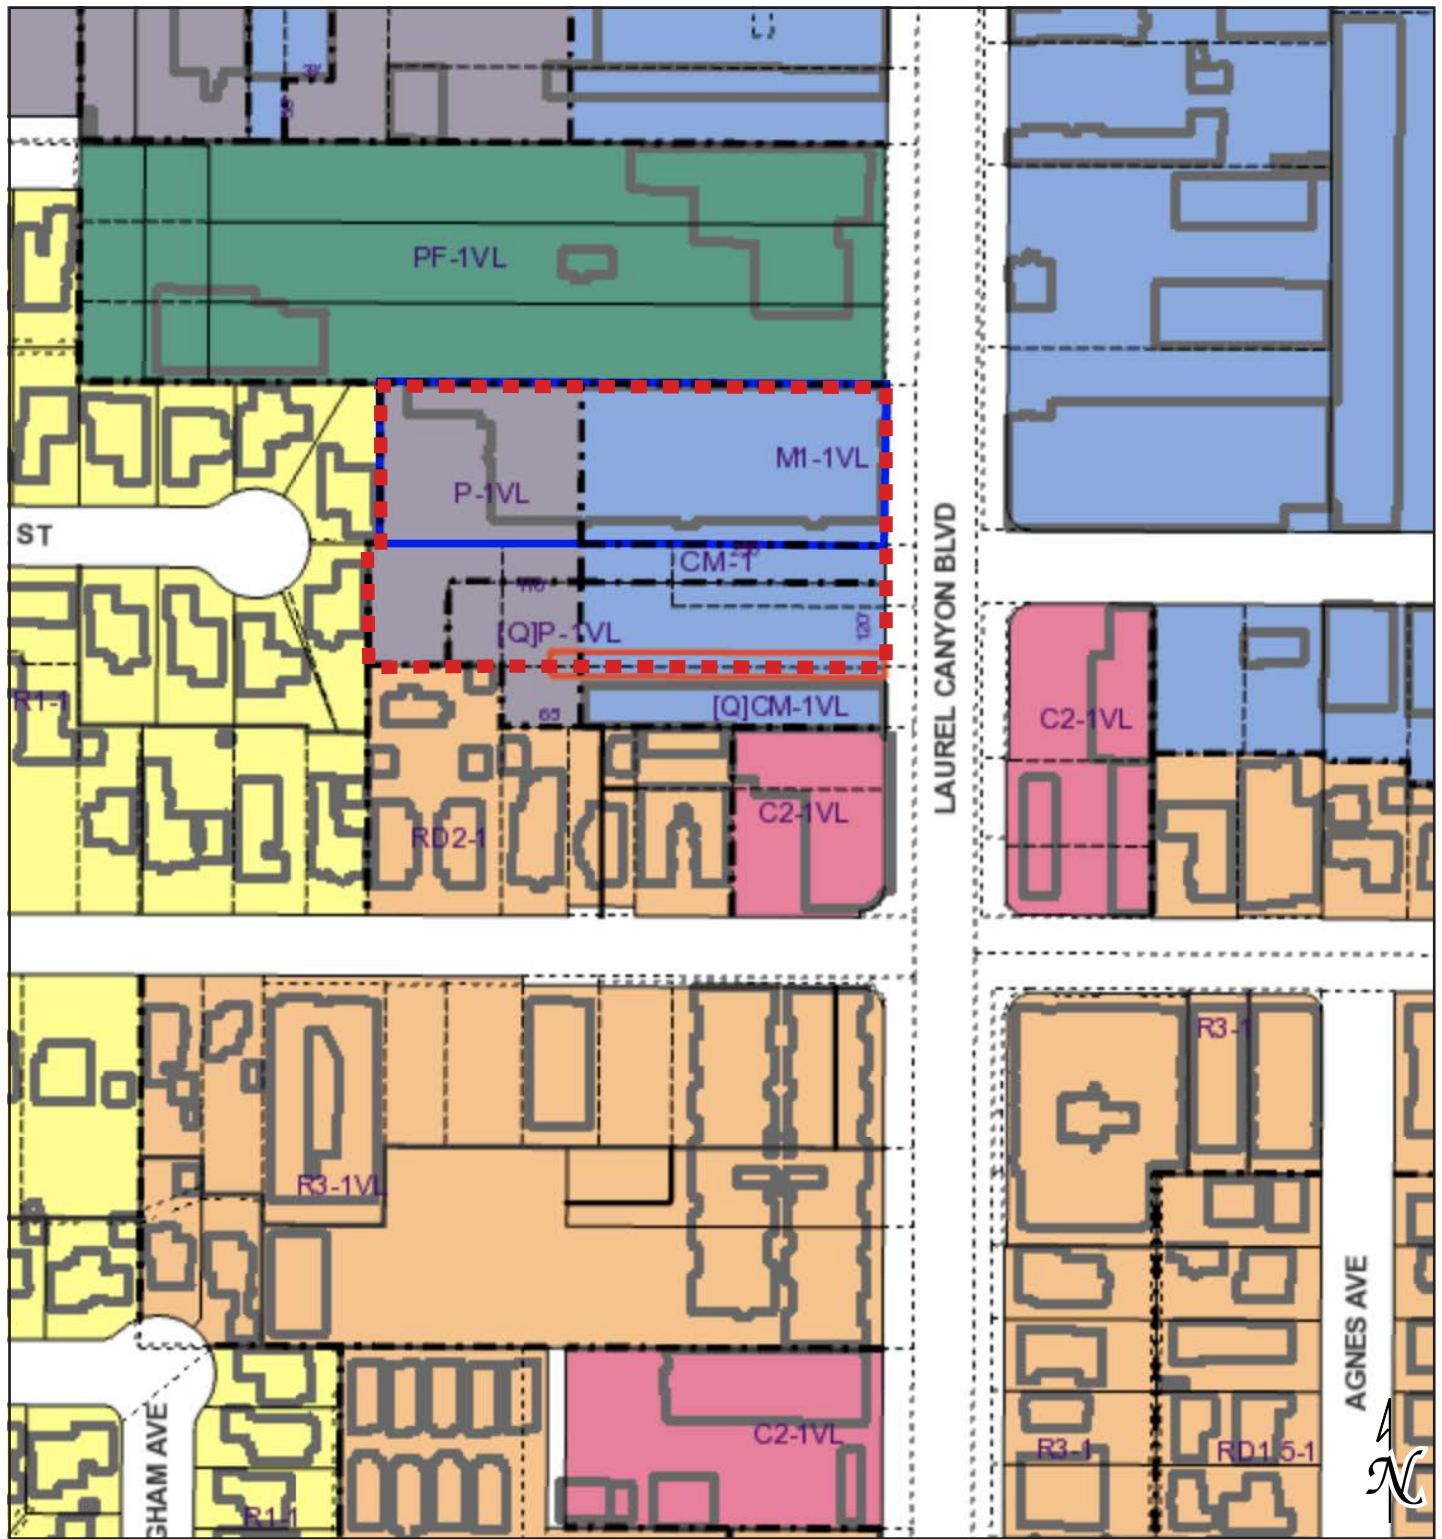 37'
PF-1VL
M1-1VL
P-1VL
ST
CM-1
110
120'
[Q]P-1VL
LAUREL CANYON BLVD
R1-1
65
[Q]CM-1VL
C2-1VL
C2-1VL
RD2-1
R3-1
R3-1VL
AGNES AVE
C2-1VL
R3-1
RD1.5-1
GHAM AVE
R1-1
N